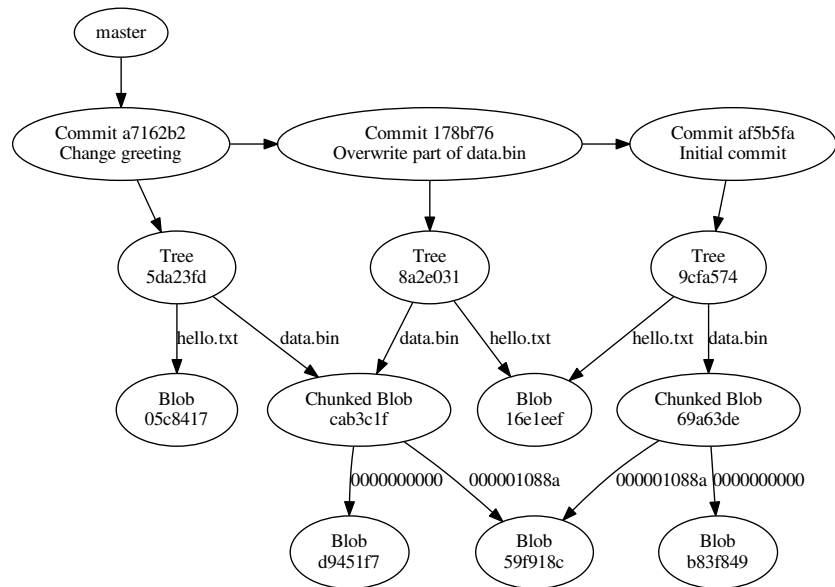 master
Commit a7162b2
Change greeting
Commit 178bf76
Overwrite part of data.bin
Commit af5b5fa
Initial commit
Tree
5da23fd
Tree
8a2e031
Tree
9cfa574
hello.txt
data.bin
data.bin
hello.txt
hello.txt
data.bin
Blob
05c8417
Chunked Blob
cab3c1f
Blob
16e1eef
Chunked Blob
69a63de
0000000000
000001088a
000001088a
0000000000
Blob
d9451f7
Blob
59f918c
Blob
b83f849